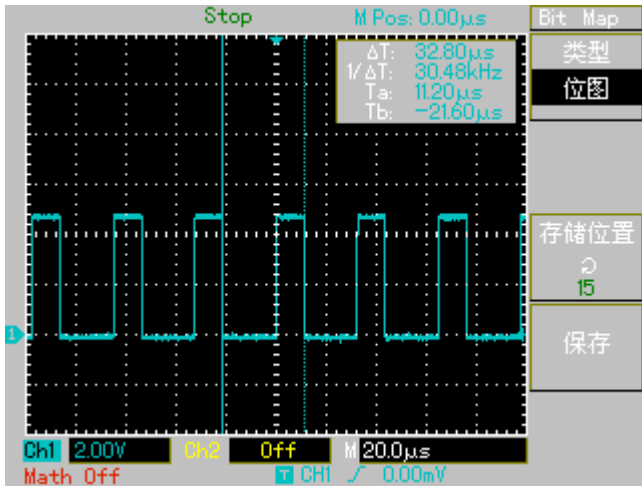 Stop M Pos: 0.00μs Bit Map
ΔT: 32.80μs
1/ΔT: 30.48kHz
Ta: 11.20μs
Tb: -21.60μs
类型
位图
存储位置
15
保存
1
Ch1 2.00V Ch2 Off M 20.0μs
Math Off T CH1 0.00mV